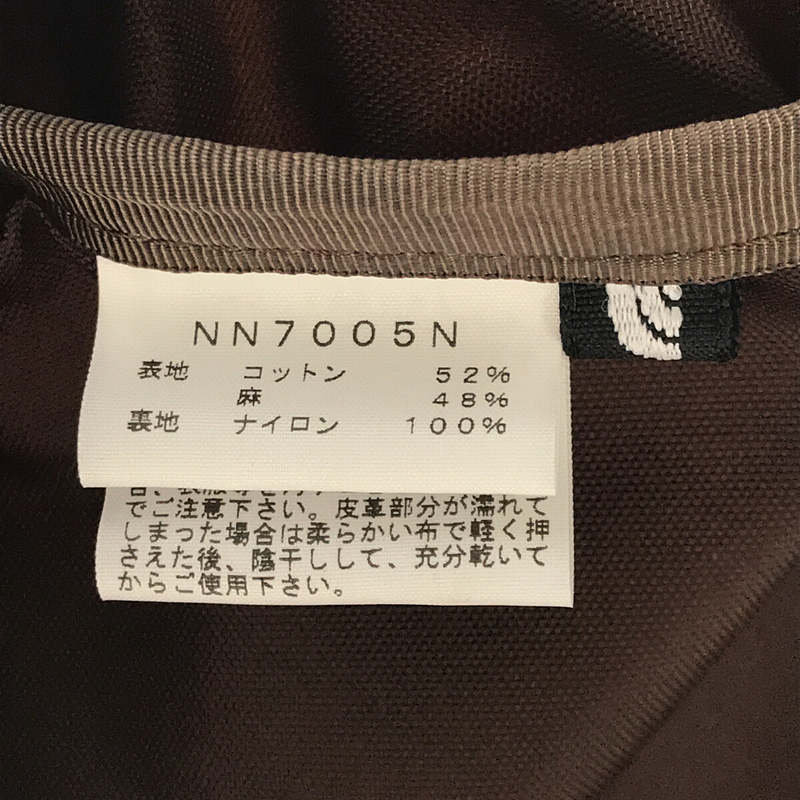 NN7005N
表地 コットン 52%
麻 48%
裏地 ナイロン 100%
でご注意下さい。皮革部分が濡れて
しまった場合は柔らかい布で軽く押
さえた後、陰干しして、充分乾いて
からご使用下さい。